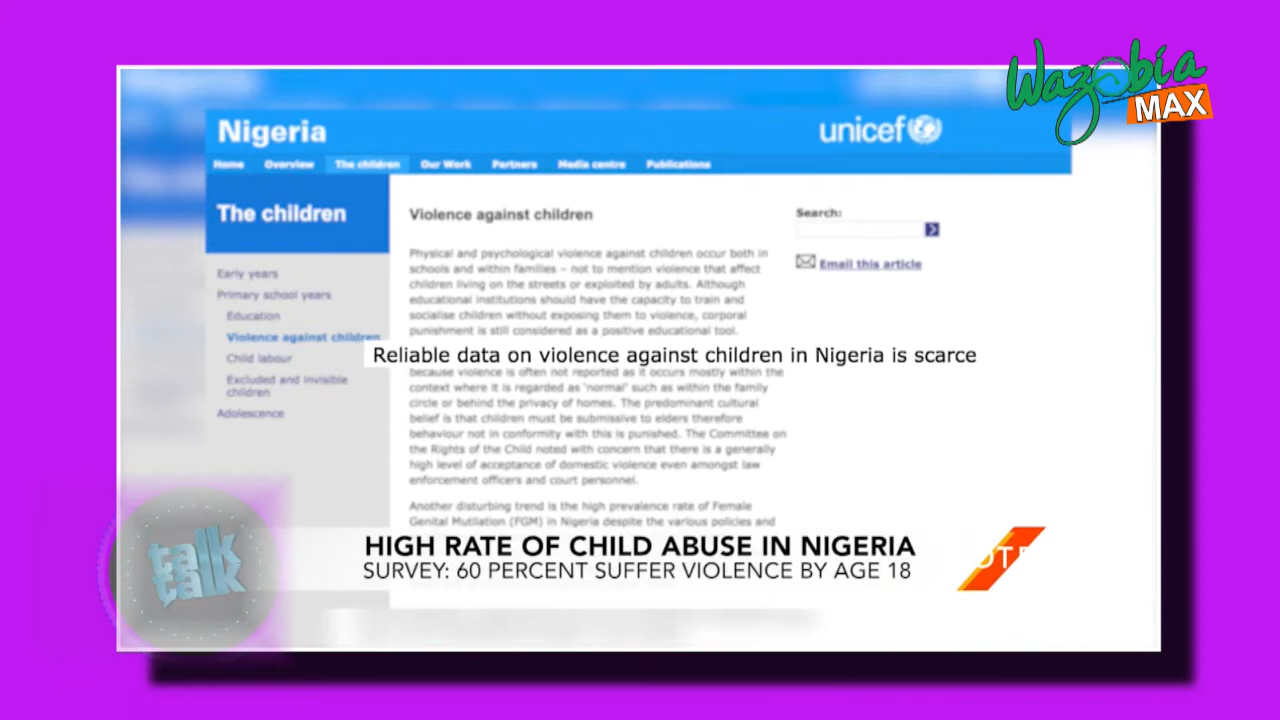 Wazobia
MAX
Nigeria
unicef
Home Overview The children Our Work Partners Media centre Publications
The children
Early years
Primary school years
Education
Violence against children
Child labour
Excluded and invisible
children
Adolescence
Violence against children
Physical and psychological violence against children occur both in
schools and within families – not to mention violence that affect
children living on the streets or exploited by adults. Although
educational institutions should have the capacity to train and
socialise children without exposing them to violence, corporal
punishment is still considered as a positive educational tool.
Reliable data on violence against children in Nigeria is scarce
because violence is often not reported as it occurs mostly within the
context where it is regarded as 'normal' such as within the family
circle or behind the privacy of homes. The predominant cultural
belief is that children must be submissive to elders therefore
behaviour not in conformity with this is punished. The Committee on
the Rights of the Child noted with concern that there is a generally
high level of acceptance of domestic violence even amongst law
enforcement officers and court personnel.
Another disturbing trend is the high prevalence rate of Female
Genital Mutilation (FGM) in Nigeria despite the various policies and
Search:
Email this article
talk
talk
HIGH RATE OF CHILD ABUSE IN NIGERIA
SURVEY: 60 PERCENT SUFFER VIOLENCE BY AGE 18